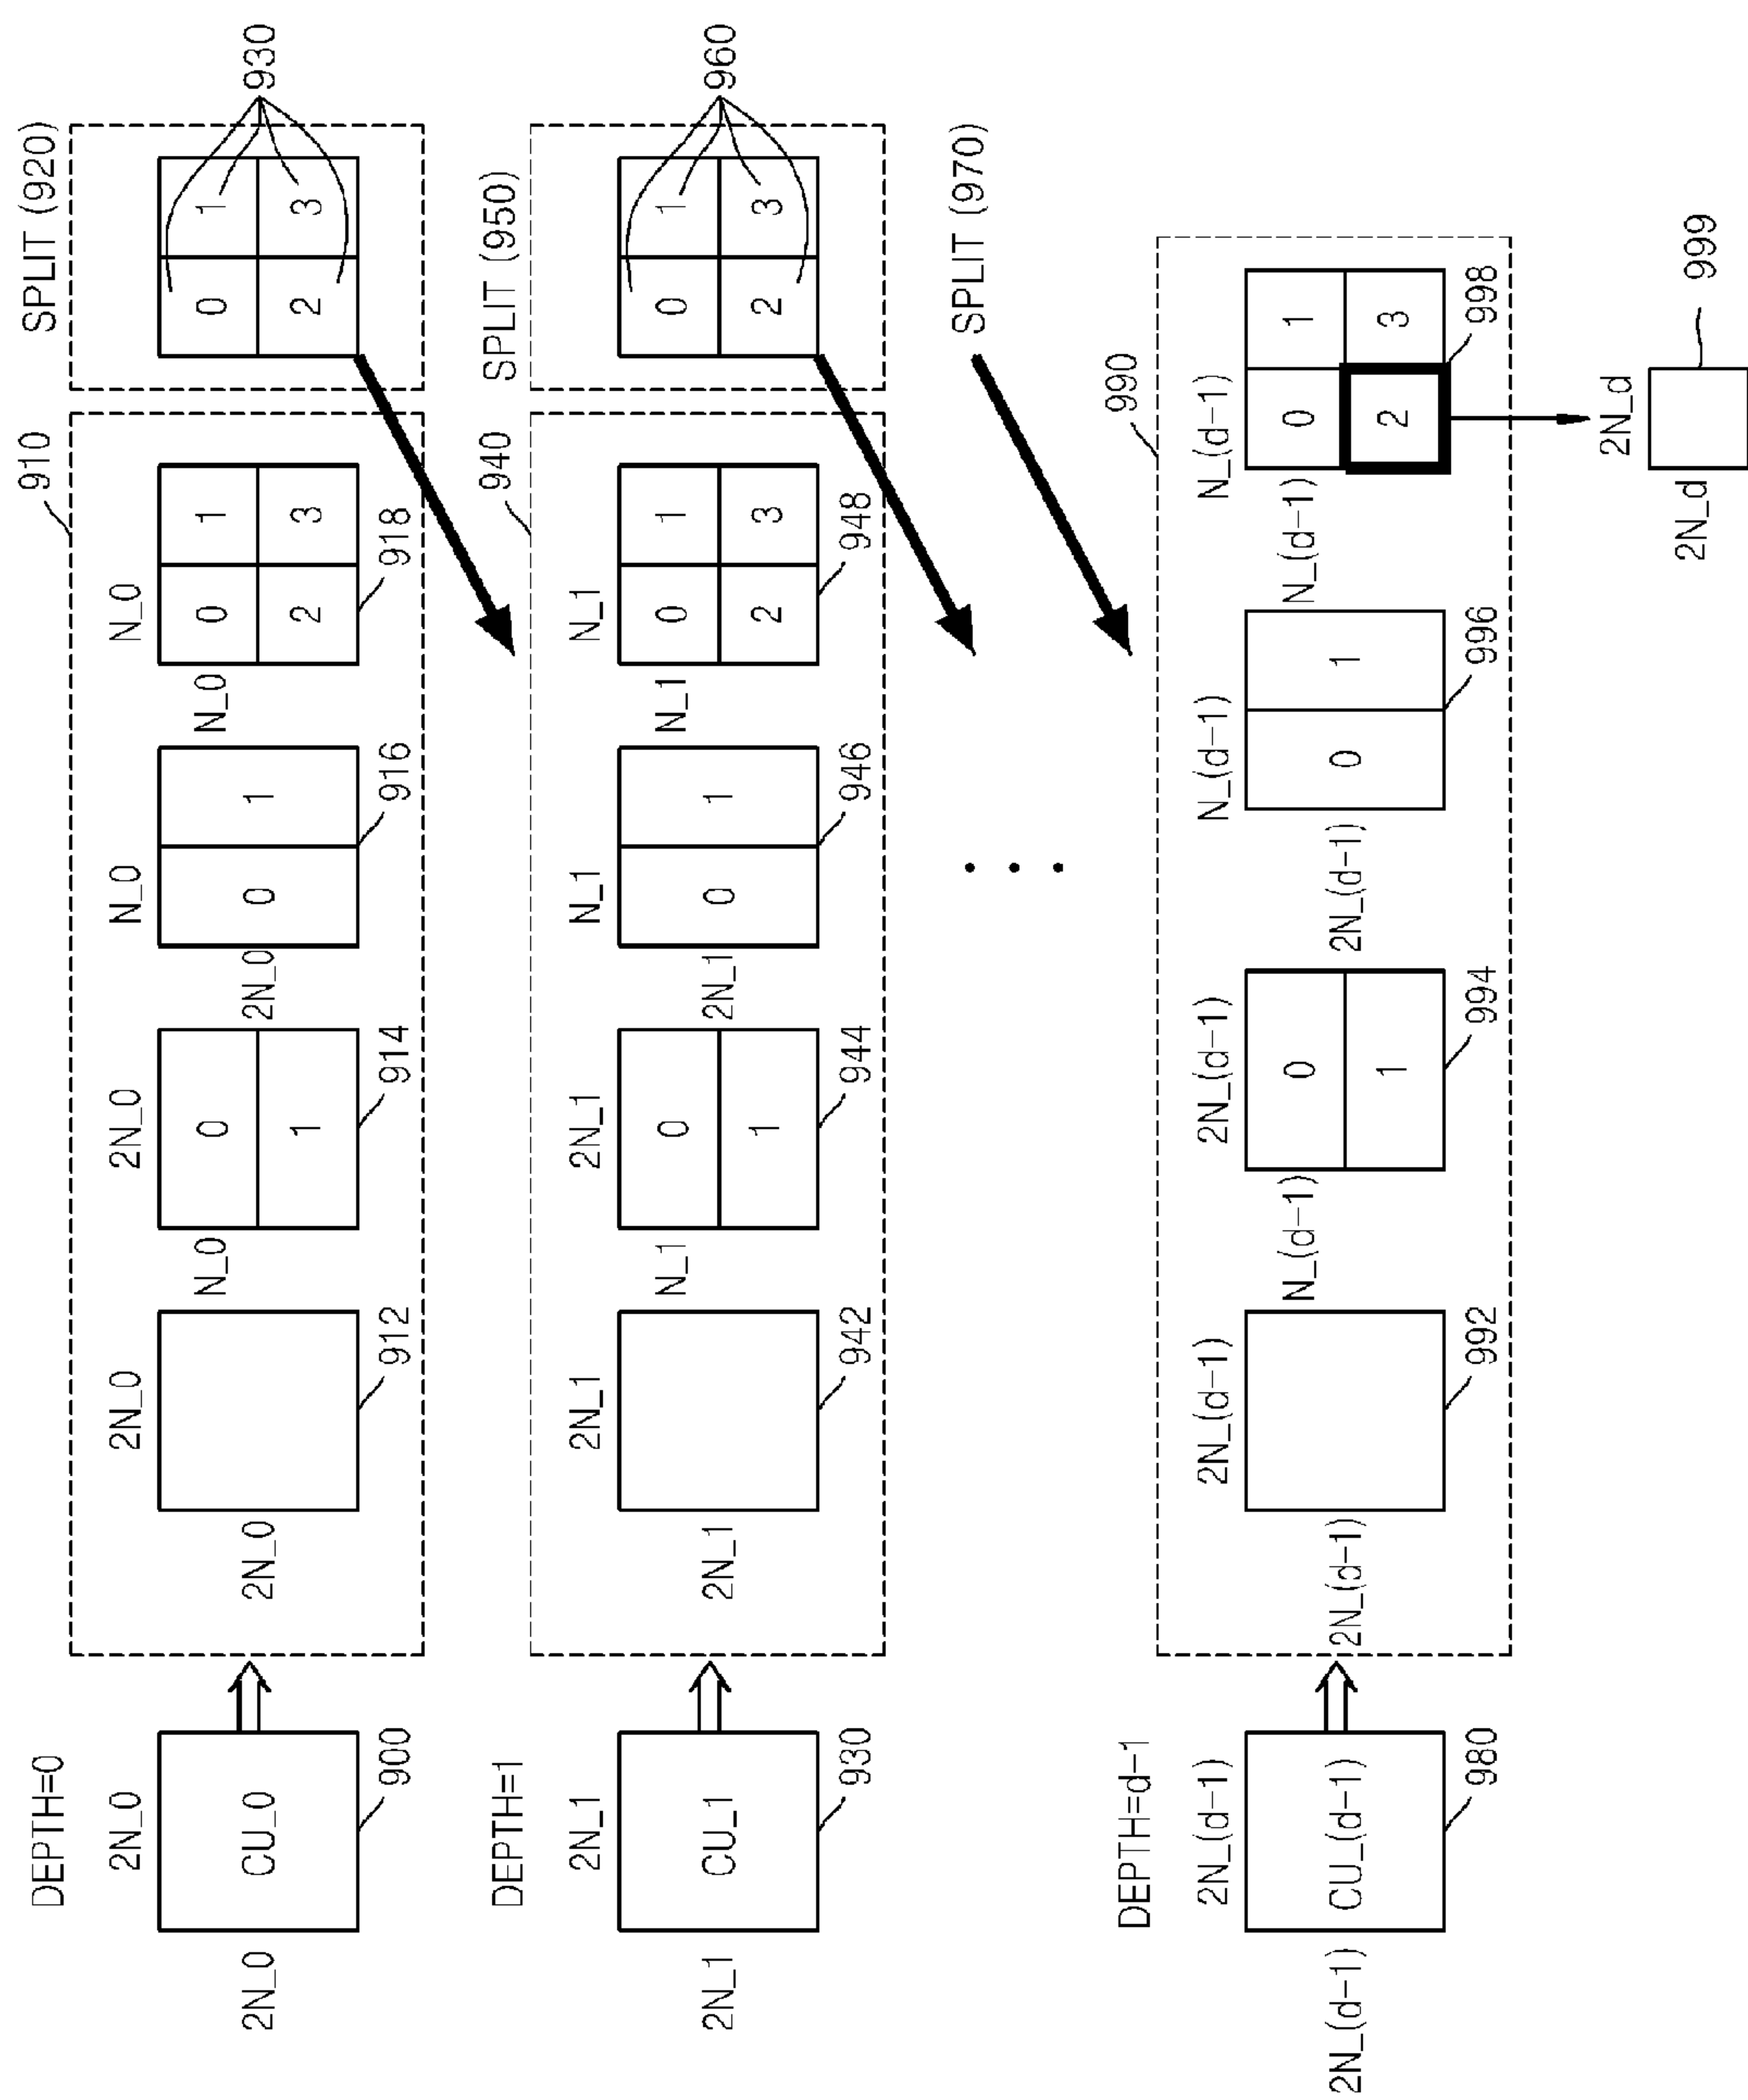 DEPTH=0
2N_0
2N_0
CU_0
900
910
2N_0
2N_0
912
2N_0
N_0
0
1
914
N_0
2N_0
0 1
916
N_0
N_0
0 1
2 3
918
SPLIT (920)
0 1
2 3
930
DEPTH=1
2N_1
2N_1
CU_1
930
940
2N_1
2N_1
942
2N_1
N_1
0
1
944
N_1
2N_1
0 1
946
N_1
N_1
0 1
2 3
948
SPLIT (950)
0 1
2 3
960
SPLIT (970)
DEPTH=d-1
2N_(d-1)
2N_(d-1)
CU_(d-1)
980
990
2N_(d-1)
2N_(d-1)
992
2N_(d-1)
N_(d-1)
0
1
994
N_(d-1)
2N_(d-1)
0 1
996
N_(d-1)
N_(d-1)
0 1
2 3
998
2N_d
2N_d
999